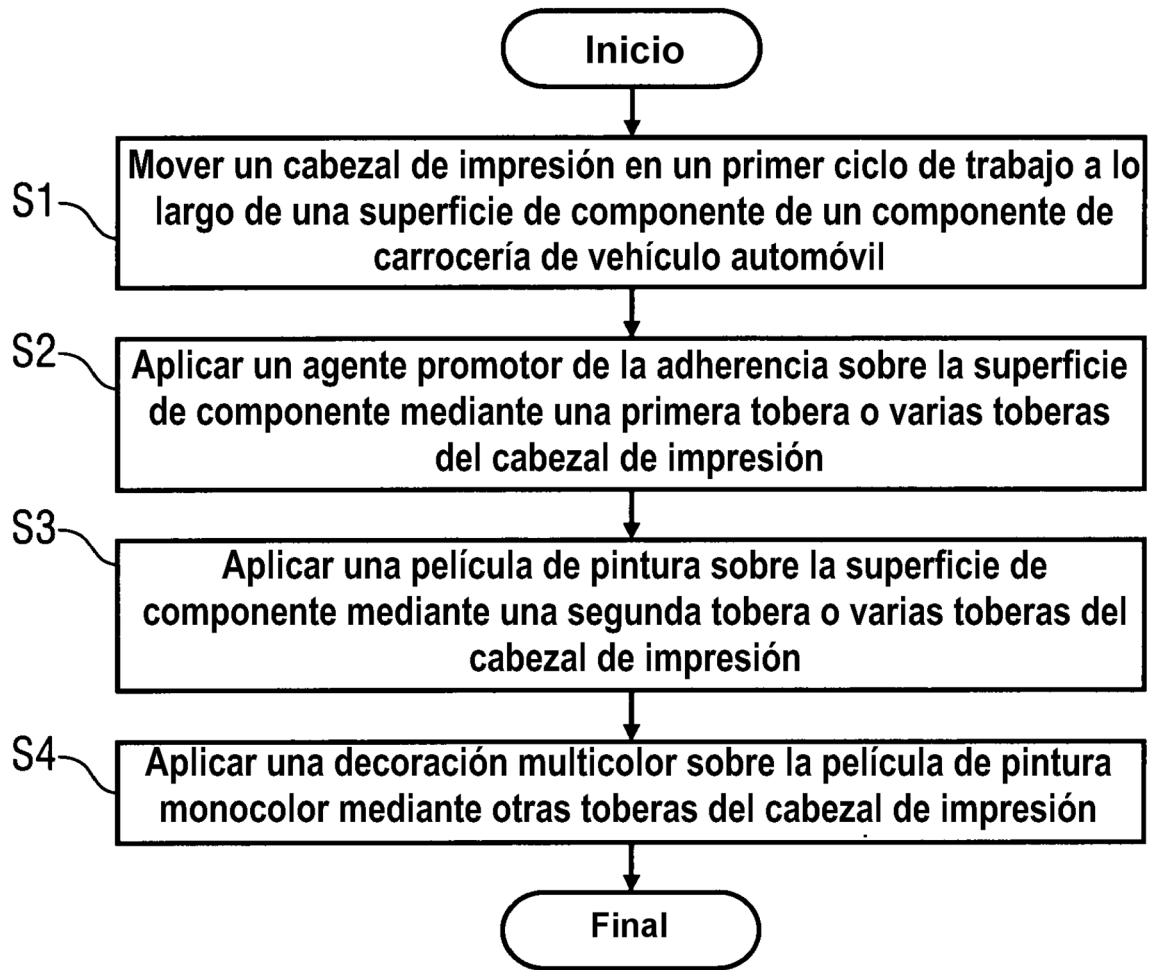 Inicio
S1
Mover un cabezal de impresión en un primer ciclo de trabajo a lo
largo de una superficie de componente de un componente de
carrocería de vehículo automóvil
S2
Aplicar un agente promotor de la adherencia sobre la superficie
de componente mediante una primera tobera o varias toberas
del cabezal de impresión
S3
Aplicar una película de pintura sobre la superficie de
componente mediante una segunda tobera o varias toberas del
cabezal de impresión
S4
Aplicar una decoración multicolor sobre la película de pintura
monocolor mediante otras toberas del cabezal de impresión
Final